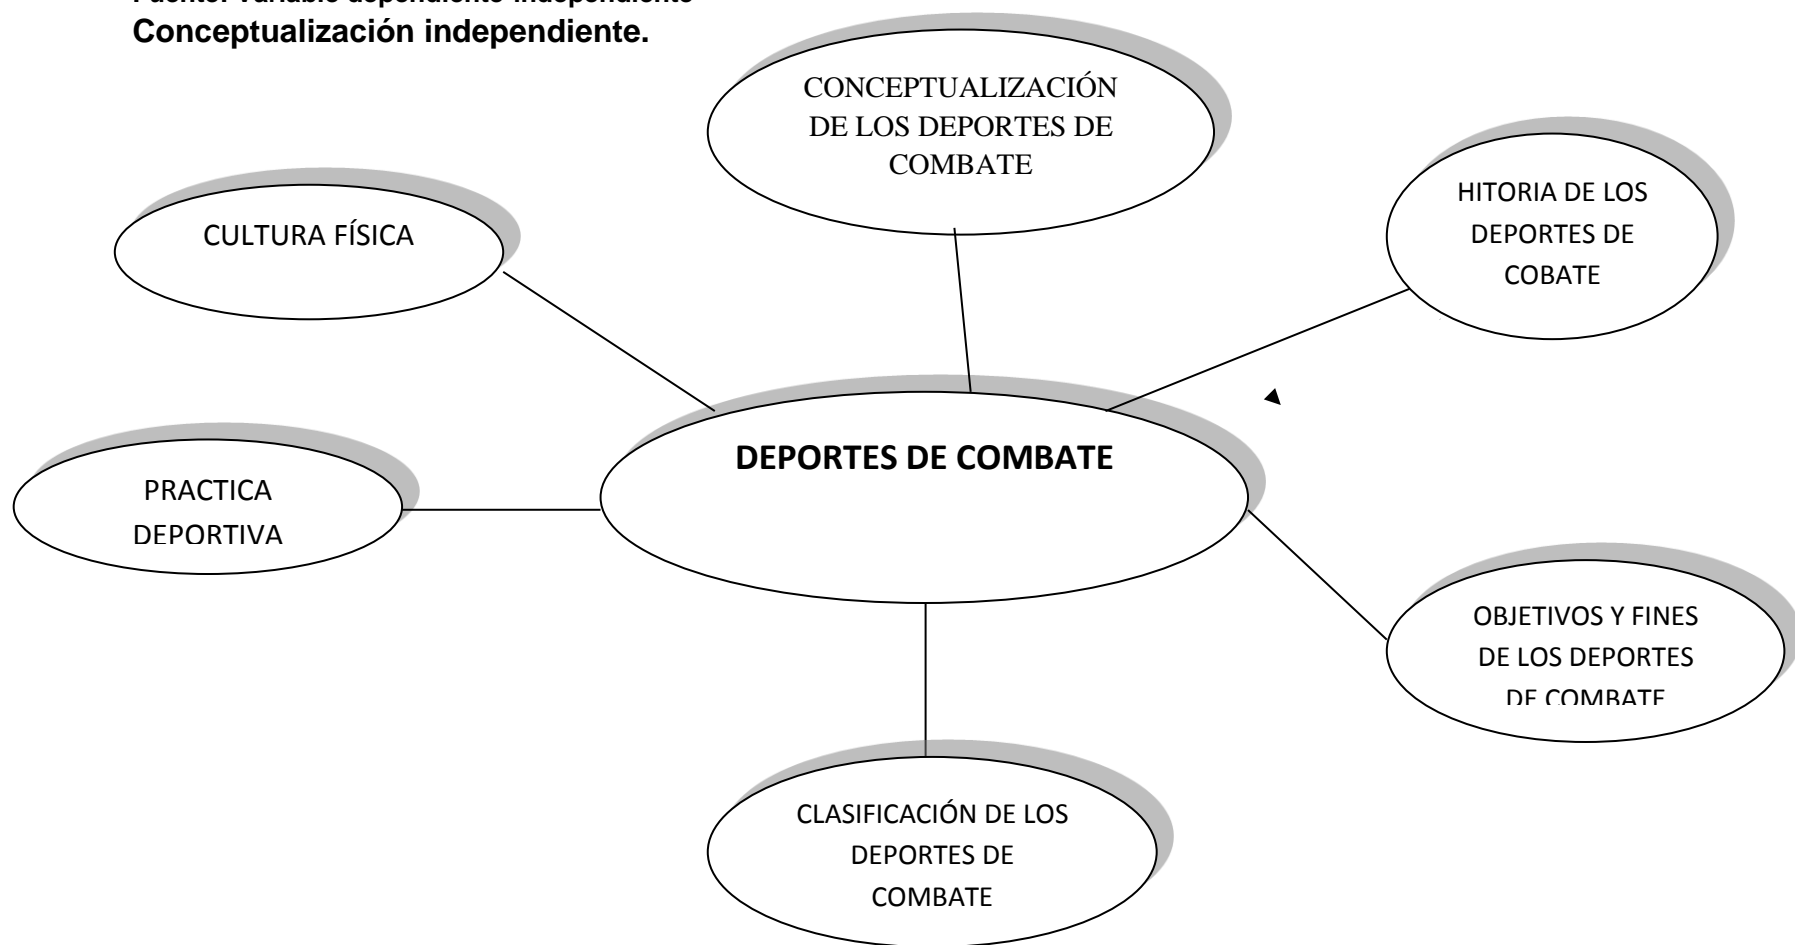 Fuente: Variable dependiente-independiente
Conceptualización independiente.
CONCEPTUALIZACIÓN
DE LOS DEPORTES DE
COMBATE
HITORIA DE LOS
DEPORTES DE
COBATE
CULTURA FÍSICA
DEPORTES DE COMBATE
PRACTICA
DEPORTIVA
OBJETIVOS Y FINES
DE LOS DEPORTES
DE COMBATE
CLASIFICACIÓN DE LOS
DEPORTES DE
COMBATE